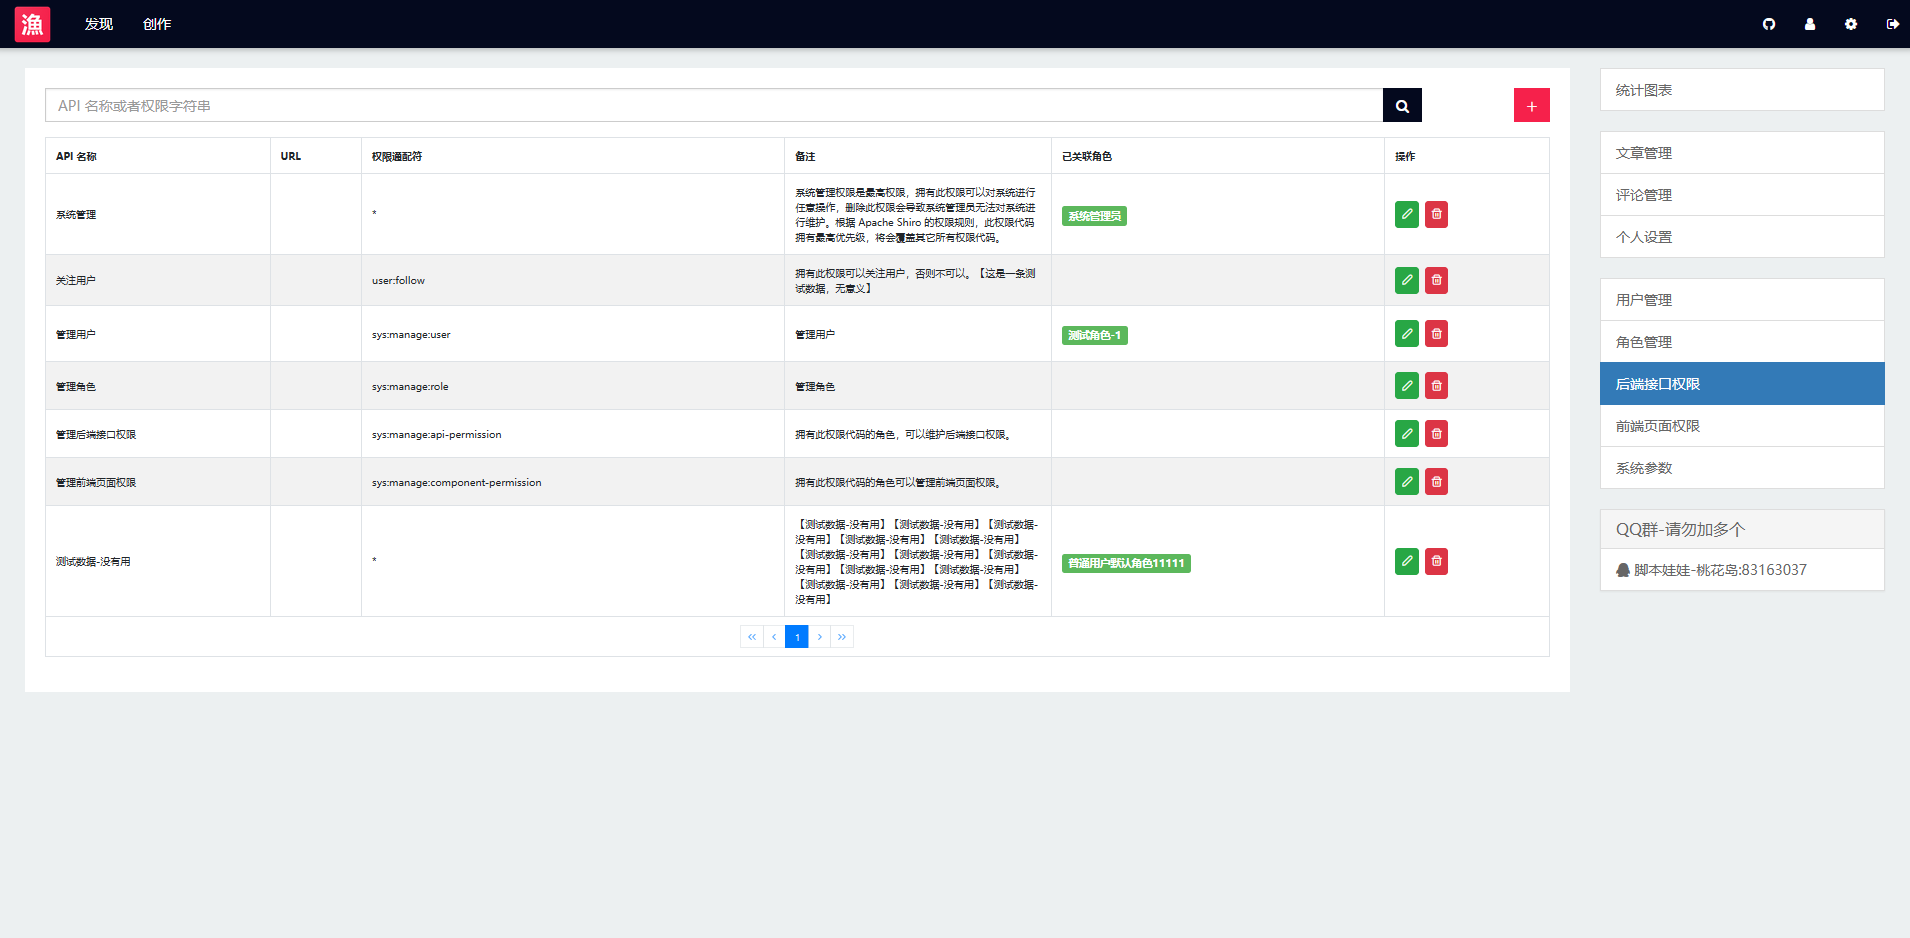 漁
发现
创作
API 名称或者权限字符串
+
API 名称
URL
权限通配符
备注
已关联角色
操作
系统管理
*
系统管理权限是最高权限，拥有此权限可以对系统进行
任意操作，删除此权限会导致系统管理员无法对系统进
行维护。根据 Apache Shiro 的权限规则，此权限代码
拥有最高优先级，将会覆盖其它所有权限代码。
系统管理员
关注用户
user:follow
拥有此权限可以关注用户，否则不可以。【这是一条测
试数据，无意义】
管理用户
sys:manage:user
管理用户
测试角色-1
管理角色
sys:manage:role
管理角色
管理后端接口权限
sys:manage:api-permission
拥有此权限代码的角色，可以维护后端接口权限。
管理前端页面权限
sys:manage:component-permission
拥有此权限代码的角色可以管理前端页面权限。
测试数据-没有用
*
【测试数据-没有用】【测试数据-没有用】【测试数据-
没有用】【测试数据-没有用】【测试数据-没有用】
【测试数据-没有用】【测试数据-没有用】【测试数据-
没有用】【测试数据-没有用】【测试数据-没有用】
【测试数据-没有用】【测试数据-没有用】【测试数据-
没有用】
普通用户默认角色11111
« ‹ 1 › »
统计图表
文章管理
评论管理
个人设置
用户管理
角色管理
后端接口权限
前端页面权限
系统参数
QQ群-请勿加多个
脚本娃娃-桃花岛:83163037